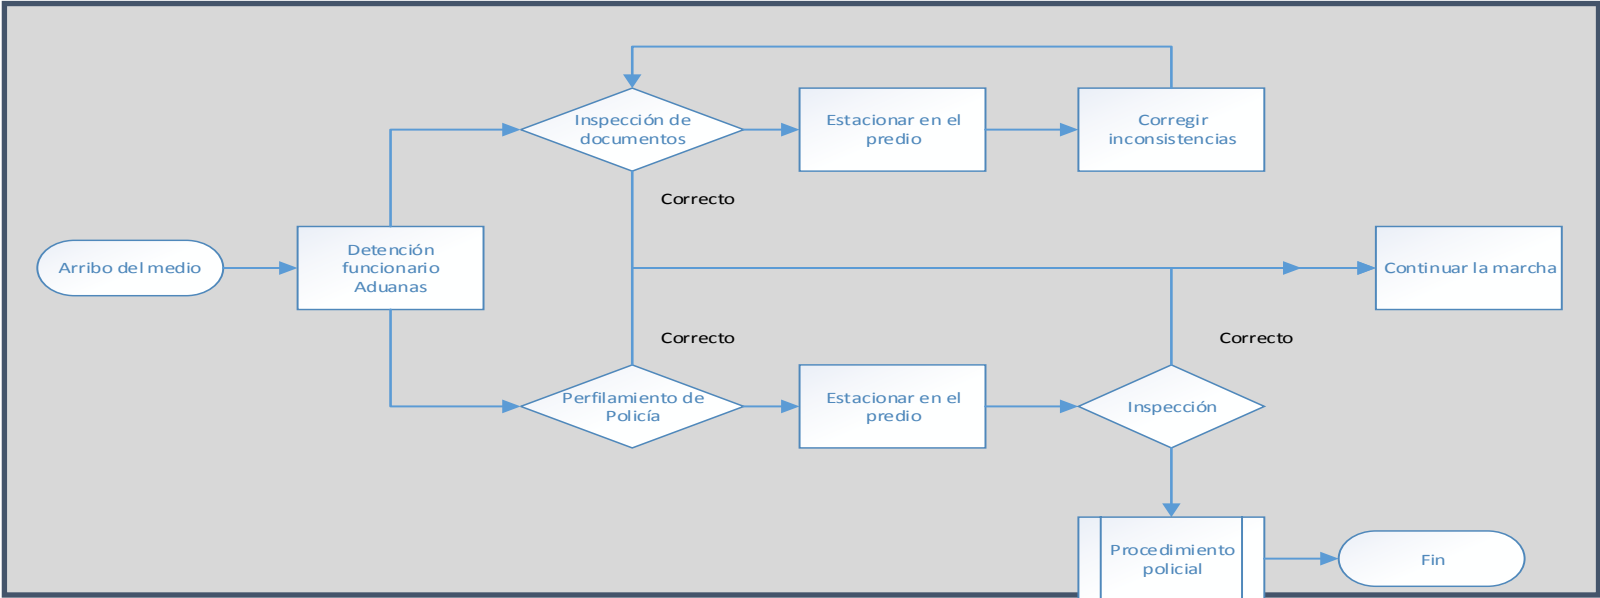 Inspección de
documentos
Estacionar en el
predio
Corregir
inconsistencias
Correcto
Arribo del medio
Detención
funcionario
Aduanas
Continuar la marcha
Correcto
Correcto
Perfilamiento de
Policía
Estacionar en el
predio
Inspección
Procedimiento
policial
Fin